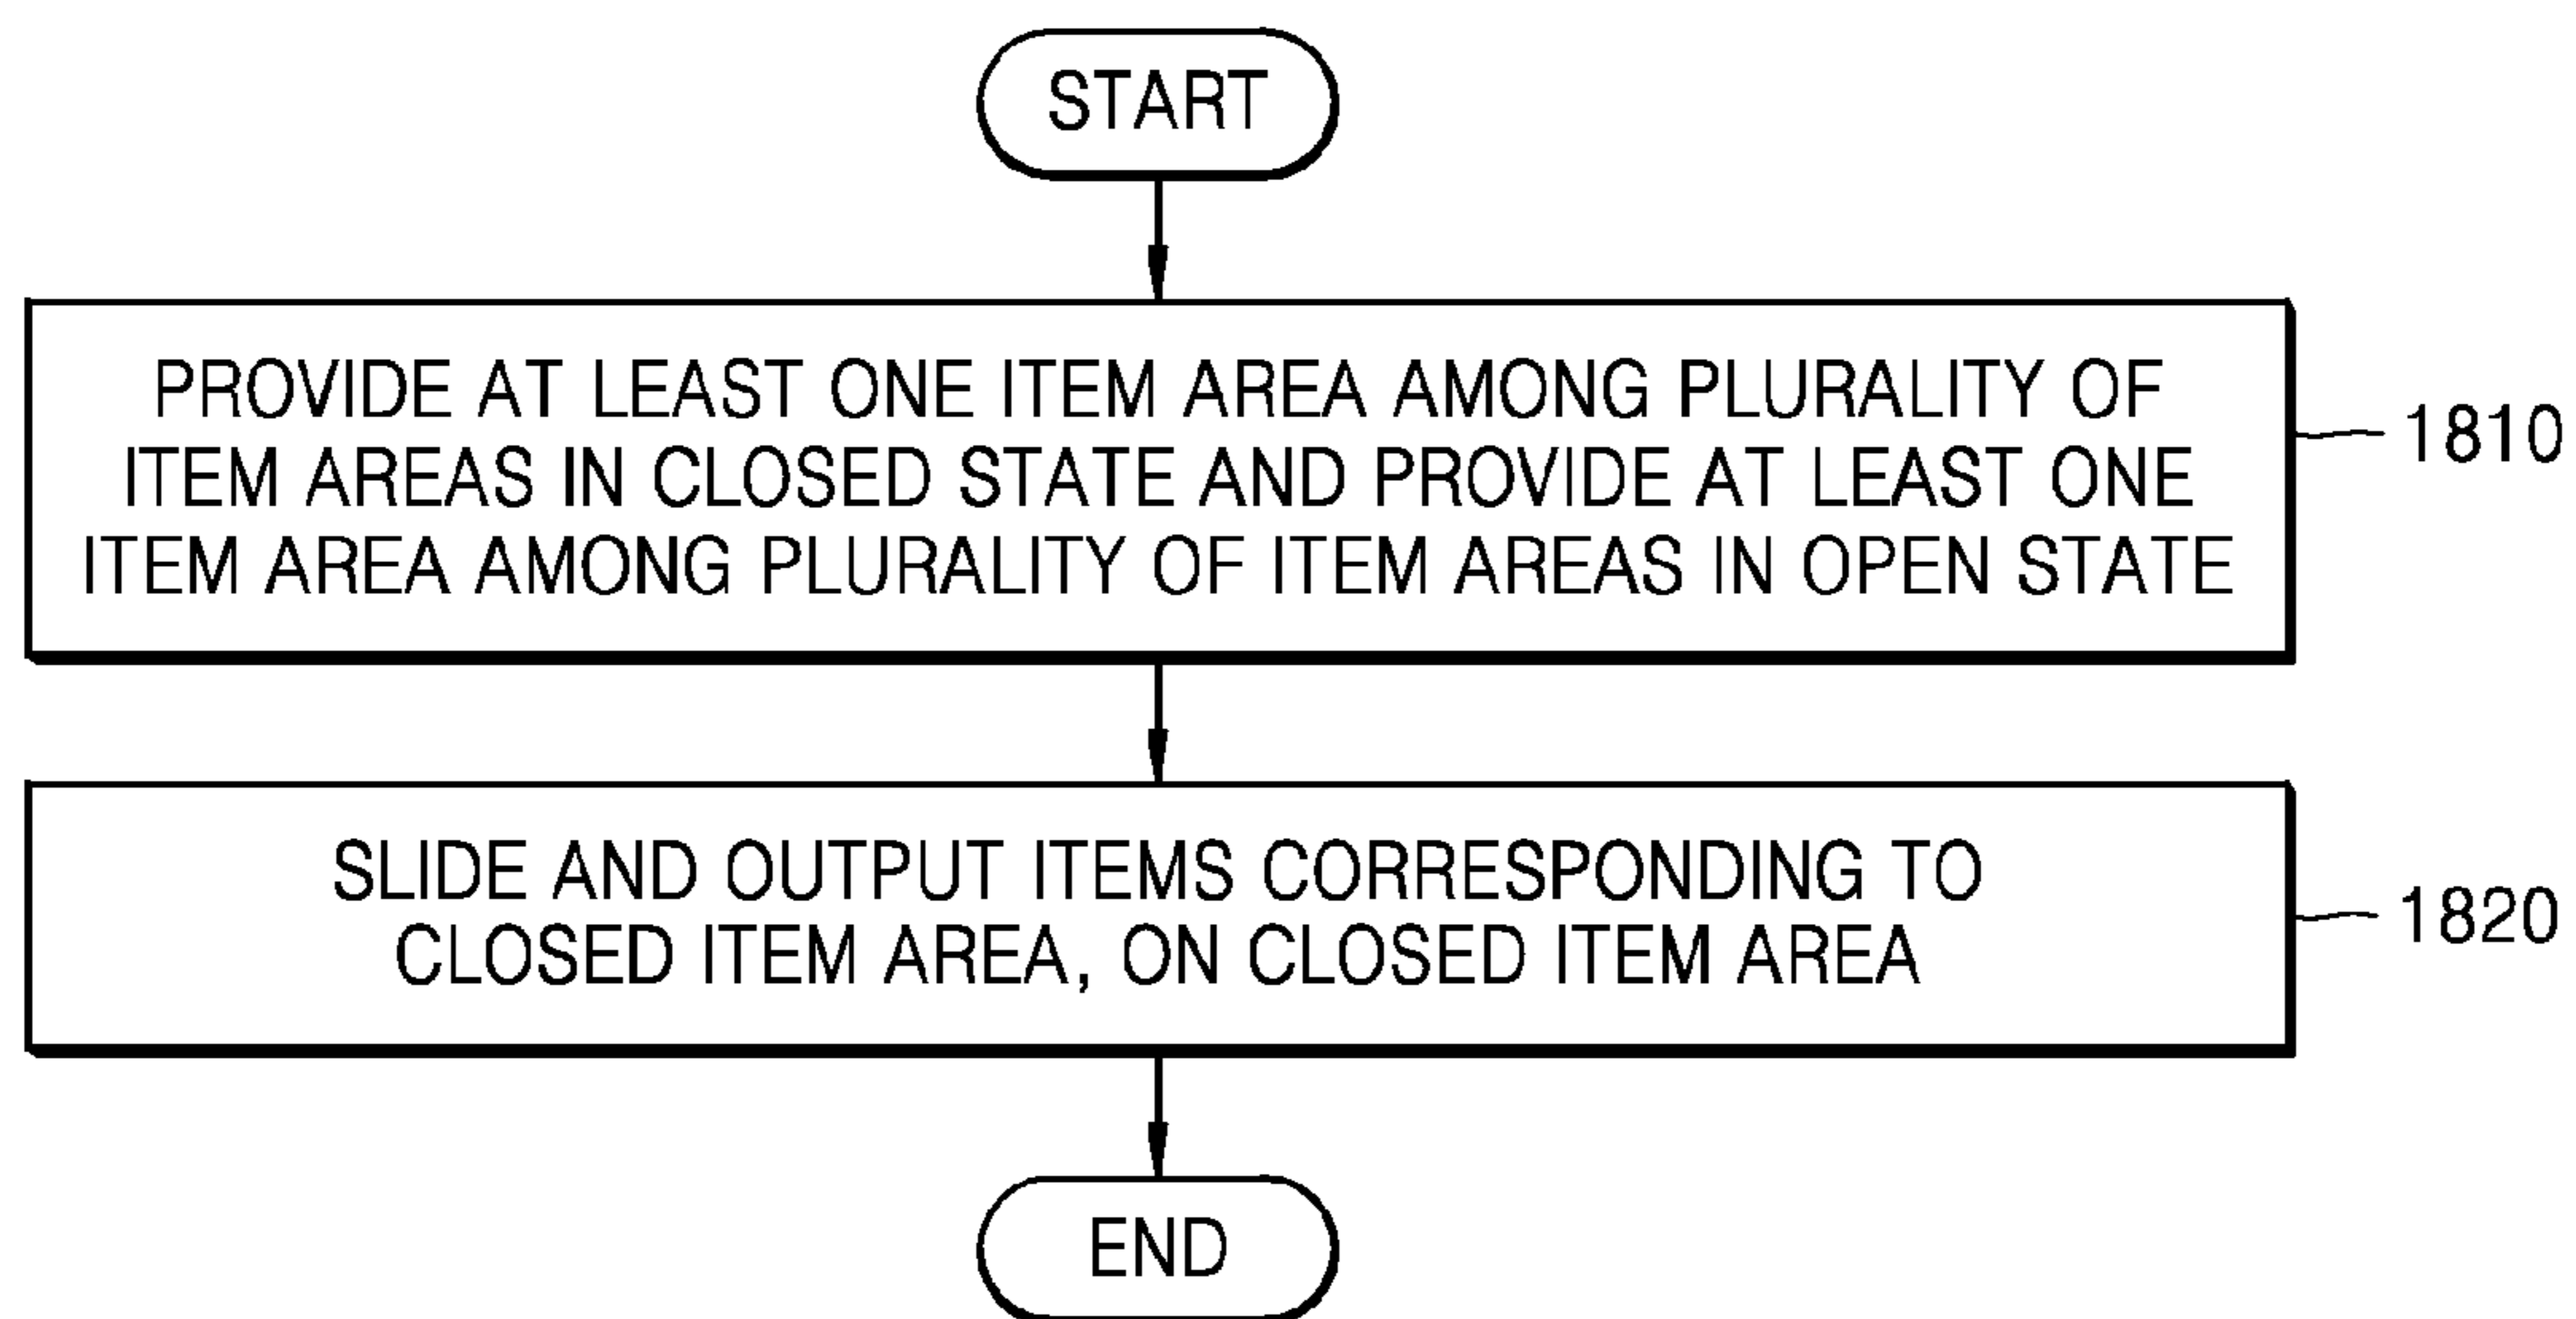 START
PROVIDE AT LEAST ONE ITEM AREA AMONG PLURALITY OF
ITEM AREAS IN CLOSED STATE AND PROVIDE AT LEAST ONE
ITEM AREA AMONG PLURALITY OF ITEM AREAS IN OPEN STATE
1810
SLIDE AND OUTPUT ITEMS CORRESPONDING TO
CLOSED ITEM AREA, ON CLOSED ITEM AREA
1820
END